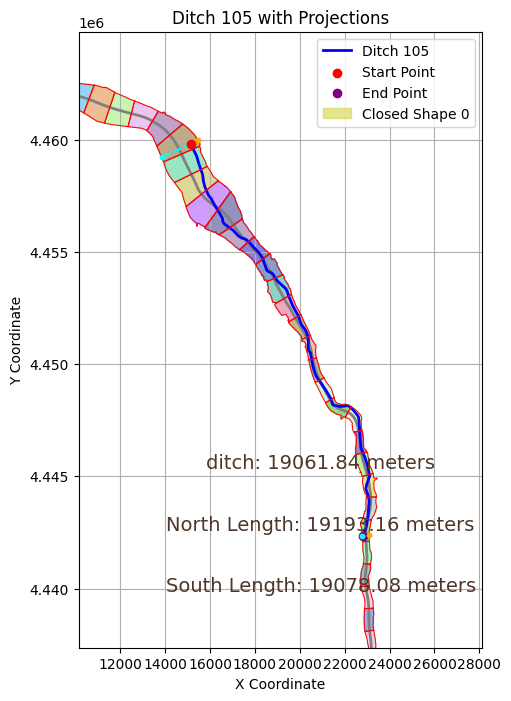 Ditch 105 with Projections
1e6
Ditch 105
Start Point
End Point
Closed Shape 0
4.460
4.455
4.450
4.445
4.440
Y Coordinate
ditch: 19061.84 meters
North Length: 19193.16 meters
South Length: 19078.08 meters
12000 14000 16000 18000 20000 22000 24000 26000 28000
X Coordinate